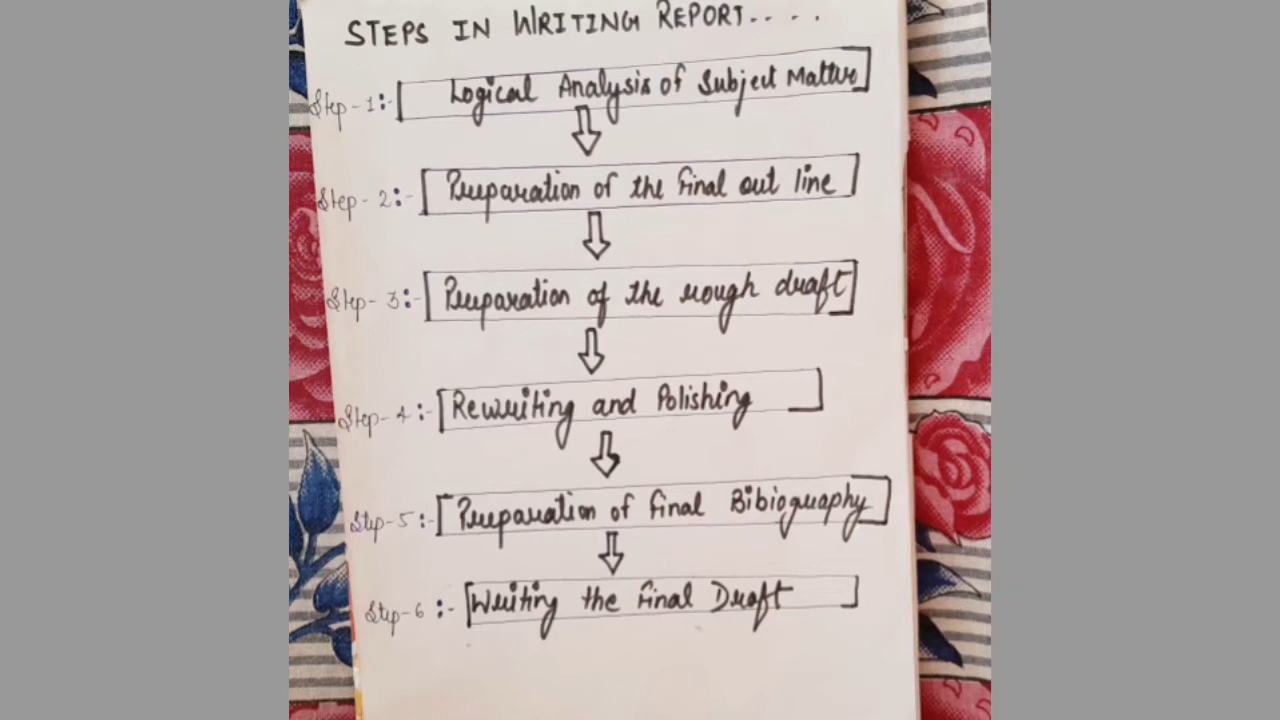 STEPS IN WRITING REPORT.....
Step-1:- Logical Analysis of Subject Matter
Step-2:- Preparation of the final out line
Step-3:- Preparation of the rough draft
Step-4:- Rewriting and Polishing
Step-5:- Preparation of final Bibiography
Step-6:- Writing the Final Draft